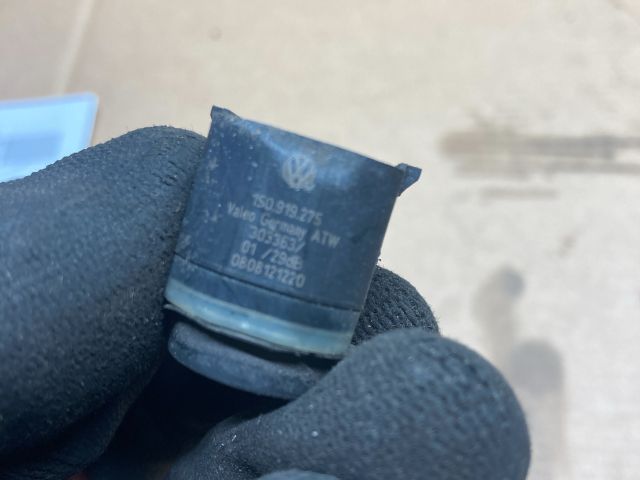 1S0.919.275
Valeo Germany ATW
303363/
01 /29dB
0808121220